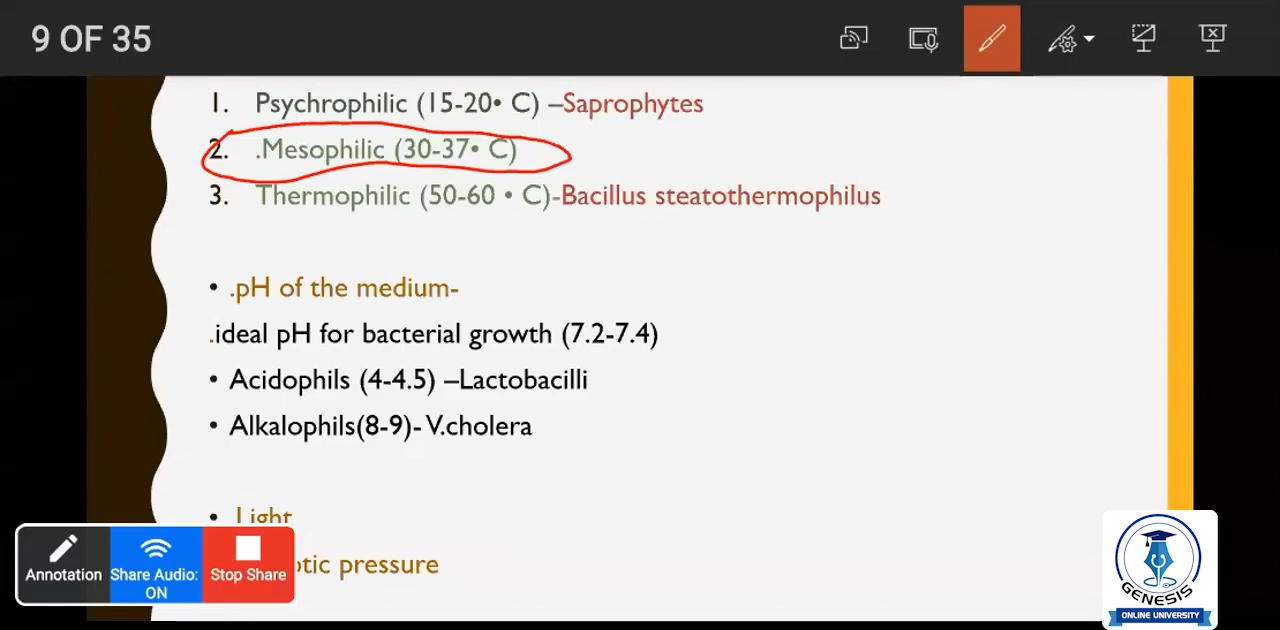 9 OF 35
1. Psychrophilic (15-20• C) –Saprophytes
2. .Mesophilic (30-37• C)
3. Thermophilic (50-60 • C)-Bacillus steatothermophilus
• .pH of the medium-
.ideal pH for bacterial growth (7.2-7.4)
• Acidophils (4-4.5) –Lactobacilli
• Alkalophils(8-9)- V.cholera
• Light
pressure
Annotation
Share Audio: ON
Stop Share
GENESIS
ONLINE UNIVERSITY